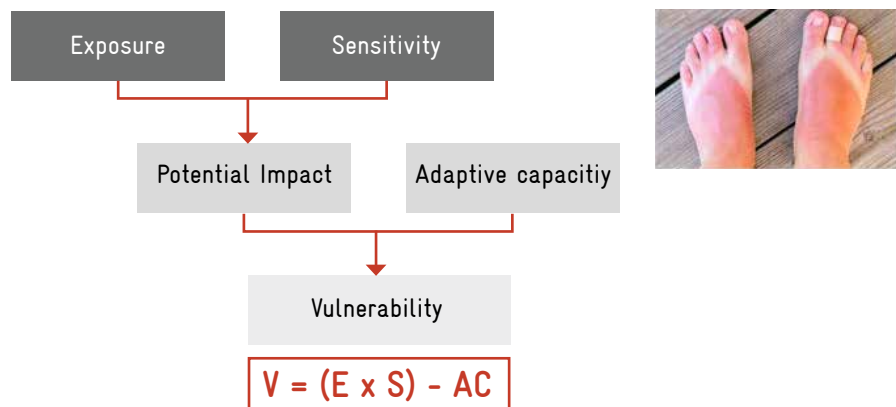 Exposure
Sensitivity
Potential Impact
Adaptive capacitiy
Vulnerability
V = (E x S) - AC